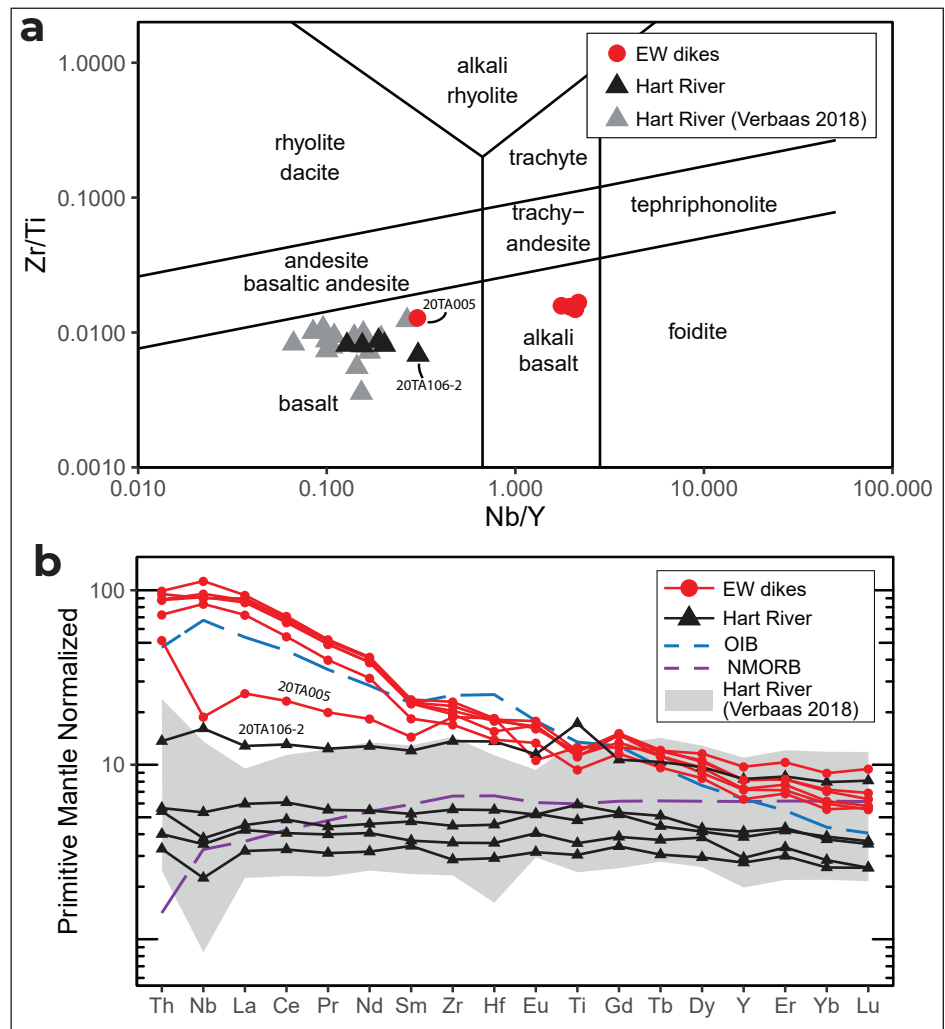 a
1.0000
0.1000
0.0100
0.0010
Zr/Ti
0.010
0.100
1.000
10.000
100.000
Nb/Y
alkali
rhyolite
rhyolite
dacite
trachyte
trachy–
andesite
tephriphonolite
andesite
basaltic andesite
20TA005
alkali
basalt
foidite
basalt
20TA106-2
EW dikes
Hart River
Hart River (Verbaas 2018)
b
100
10
Primitive Mantle Normalized
20TA005
20TA106-2
EW dikes
Hart River
OIB
NMORB
Hart River
(Verbaas 2018)
Th Nb La Ce Pr Nd Sm Zr Hf Eu Ti Gd Tb Dy Y Er Yb Lu